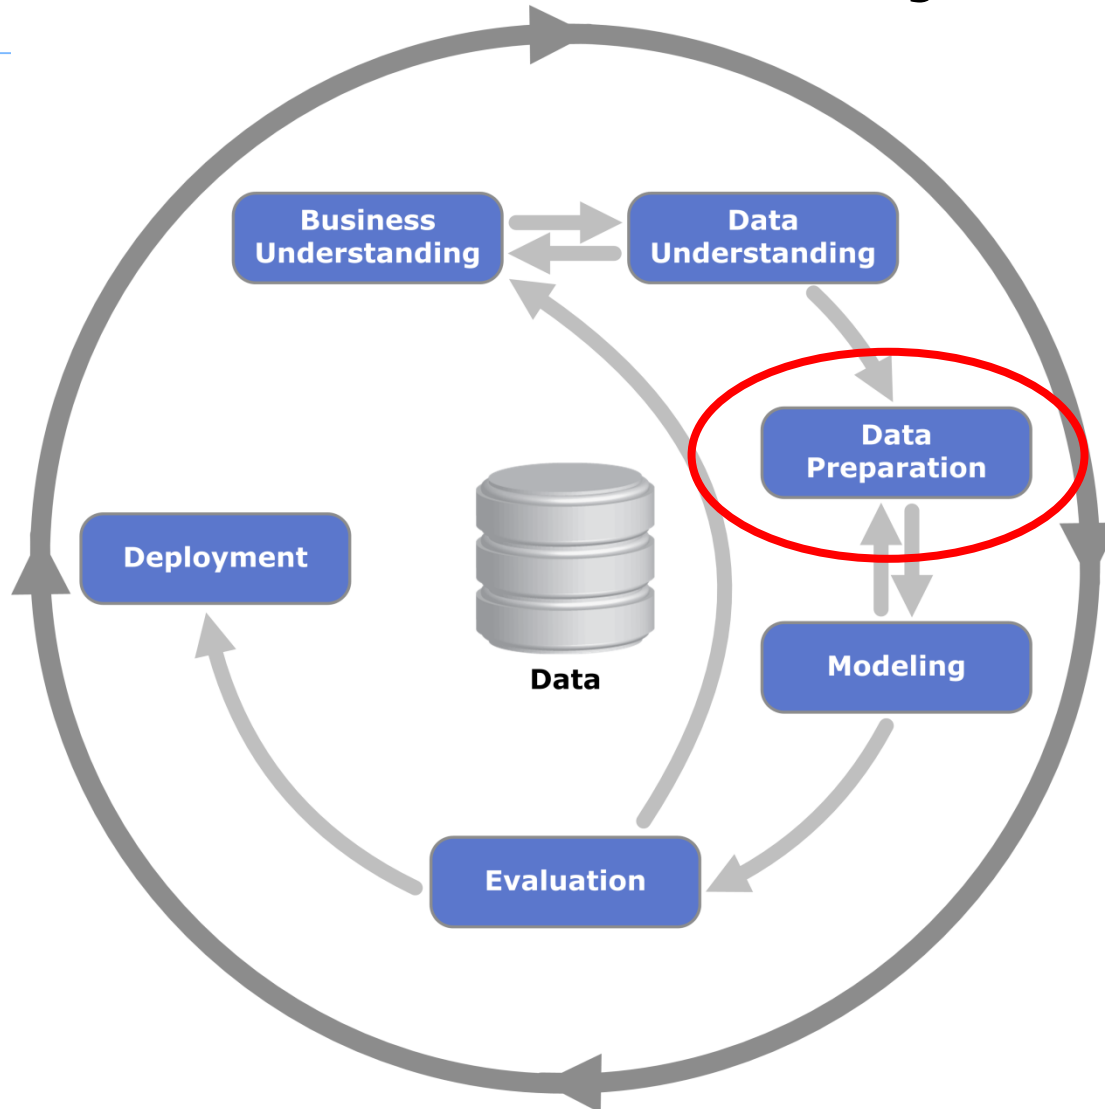 Business
Understanding
Data
Understanding
Data
Preparation
Deployment
Data
Modeling
Evaluation